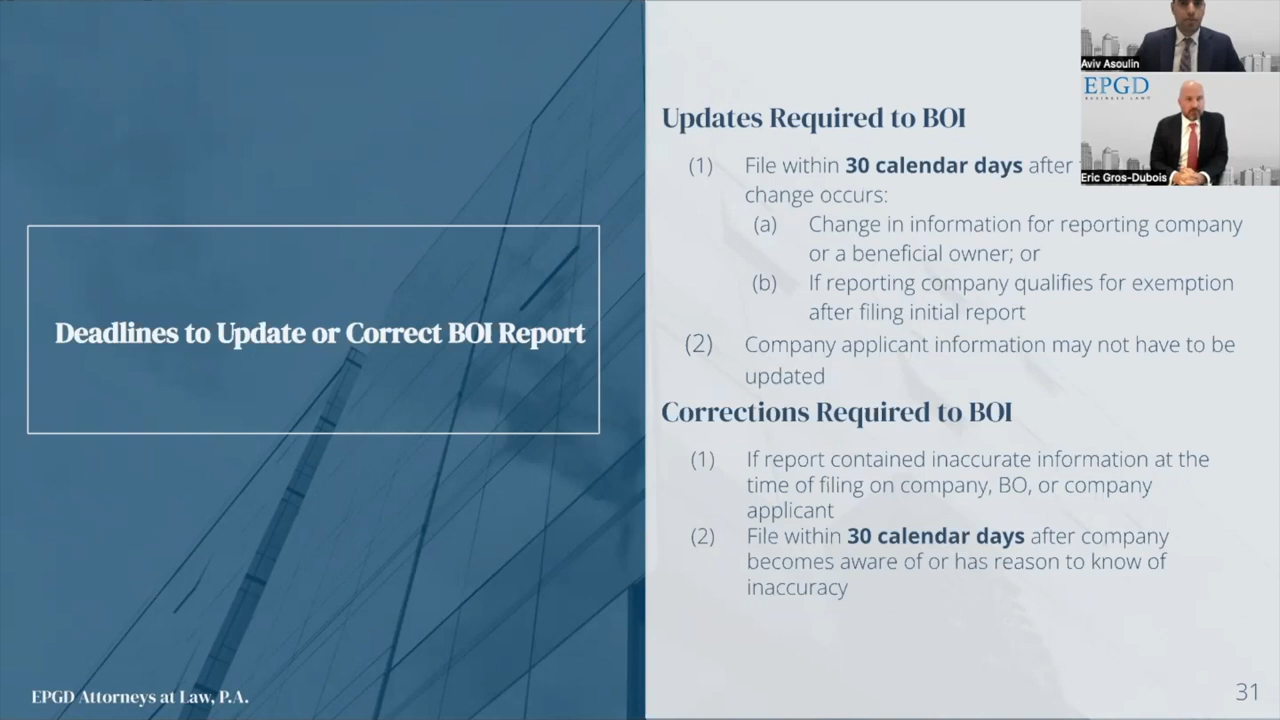 Deadlines to Update or Correct BOI Report
EPGD Attorneys at Law, P.A.
Updates Required to BOI
(1) File within 30 calendar days after
change occurs:
(a) Change in information for reporting company
or a beneficial owner; or
(b) If reporting company qualifies for exemption
after filing initial report
(2) Company applicant information may not have to be
updated
Corrections Required to BOI
(1) If report contained inaccurate information at the
time of filing on company, BO, or company
applicant
(2) File within 30 calendar days after company
becomes aware of or has reason to know of
inaccuracy
31
Aviv Asoulin
EPGD
BUSINESS LAW
Eric Gros-Dubois